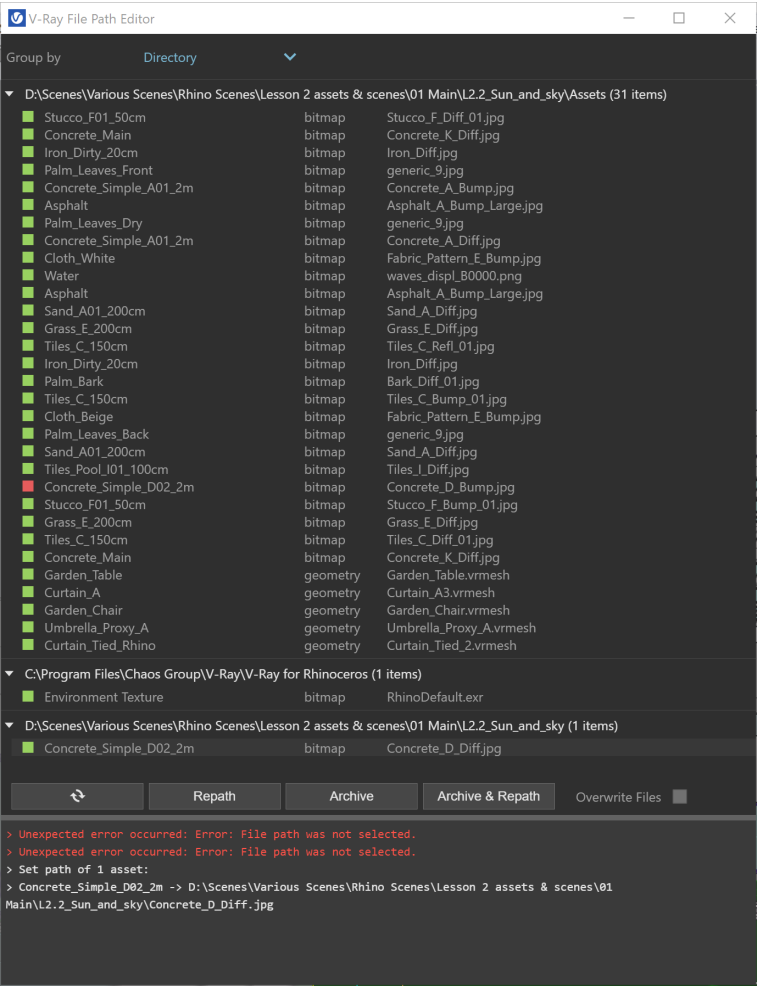 V-Ray File Path Editor
Group by Directory
D:\Scenes\Various Scenes\Rhino Scenes\Lesson 2 assets & scenes\01 Main\L2.2_Sun_and_sky\Assets (31 items)
Stucco_F01_50cm bitmap Stucco_F_Diff_01.jpg
Concrete_Main bitmap Concrete_K_Diff.jpg
Iron_Dirty_20cm bitmap Iron_Diff.jpg
Palm_Leaves_Front bitmap generic_9.jpg
Concrete_Simple_A01_2m bitmap Concrete_A_Bump.jpg
Asphalt bitmap Asphalt_A_Bump_Large.jpg
Palm_Leaves_Dry bitmap generic_9.jpg
Concrete_Simple_A01_2m bitmap Concrete_A_Diff.jpg
Cloth_White bitmap Fabric_Pattern_E_Bump.jpg
Water bitmap waves_displ_B0000.png
Asphalt bitmap Asphalt_A_Bump_Large.jpg
Sand_A01_200cm bitmap Sand_A_Diff.jpg
Grass_E_200cm bitmap Grass_E_Diff.jpg
Tiles_C_150cm bitmap Tiles_C_Refl_01.jpg
Iron_Dirty_20cm bitmap Iron_Diff.jpg
Palm_Bark bitmap Bark_Diff_01.jpg
Tiles_C_150cm bitmap Tiles_C_Bump_01.jpg
Cloth_Beige bitmap Fabric_Pattern_E_Bump.jpg
Palm_Leaves_Back bitmap generic_9.jpg
Sand_A01_200cm bitmap Sand_A_Diff.jpg
Tiles_Pool_I01_100cm bitmap Tiles_I_Diff.jpg
Concrete_Simple_D02_2m bitmap Concrete_D_Bump.jpg
Stucco_F01_50cm bitmap Stucco_F_Bump_01.jpg
Grass_E_200cm bitmap Grass_E_Diff.jpg
Tiles_C_150cm bitmap Tiles_C_Diff_01.jpg
Concrete_Main bitmap Concrete_K_Diff.jpg
Garden_Table geometry Garden_Table.vrmesh
Curtain_A geometry Curtain_A3.vrmesh
Garden_Chair geometry Garden_Chair.vrmesh
Umbrella_Proxy_A geometry Umbrella_Proxy_A.vrmesh
Curtain_Tied_Rhino geometry Curtain_Tied_2.vrmesh
C:\Program Files\Chaos Group\V-Ray\V-Ray for Rhinoceros (1 items)
Environment Texture bitmap RhinoDefault.exr
D:\Scenes\Various Scenes\Rhino Scenes\Lesson 2 assets & scenes\01 Main\L2.2_Sun_and_sky (1 items)
Concrete_Simple_D02_2m bitmap Concrete_D_Diff.jpg
Repath Archive Archive & Repath Overwrite Files
> Unexpected error occurred: Error: File path was not selected.
> Unexpected error occurred: Error: File path was not selected.
> Set path of 1 asset:
> Concrete_Simple_D02_2m -> D:\Scenes\Various Scenes\Rhino Scenes\Lesson 2 assets & scenes\01
Main\L2.2_Sun_and_sky\Concrete_D_Diff.jpg